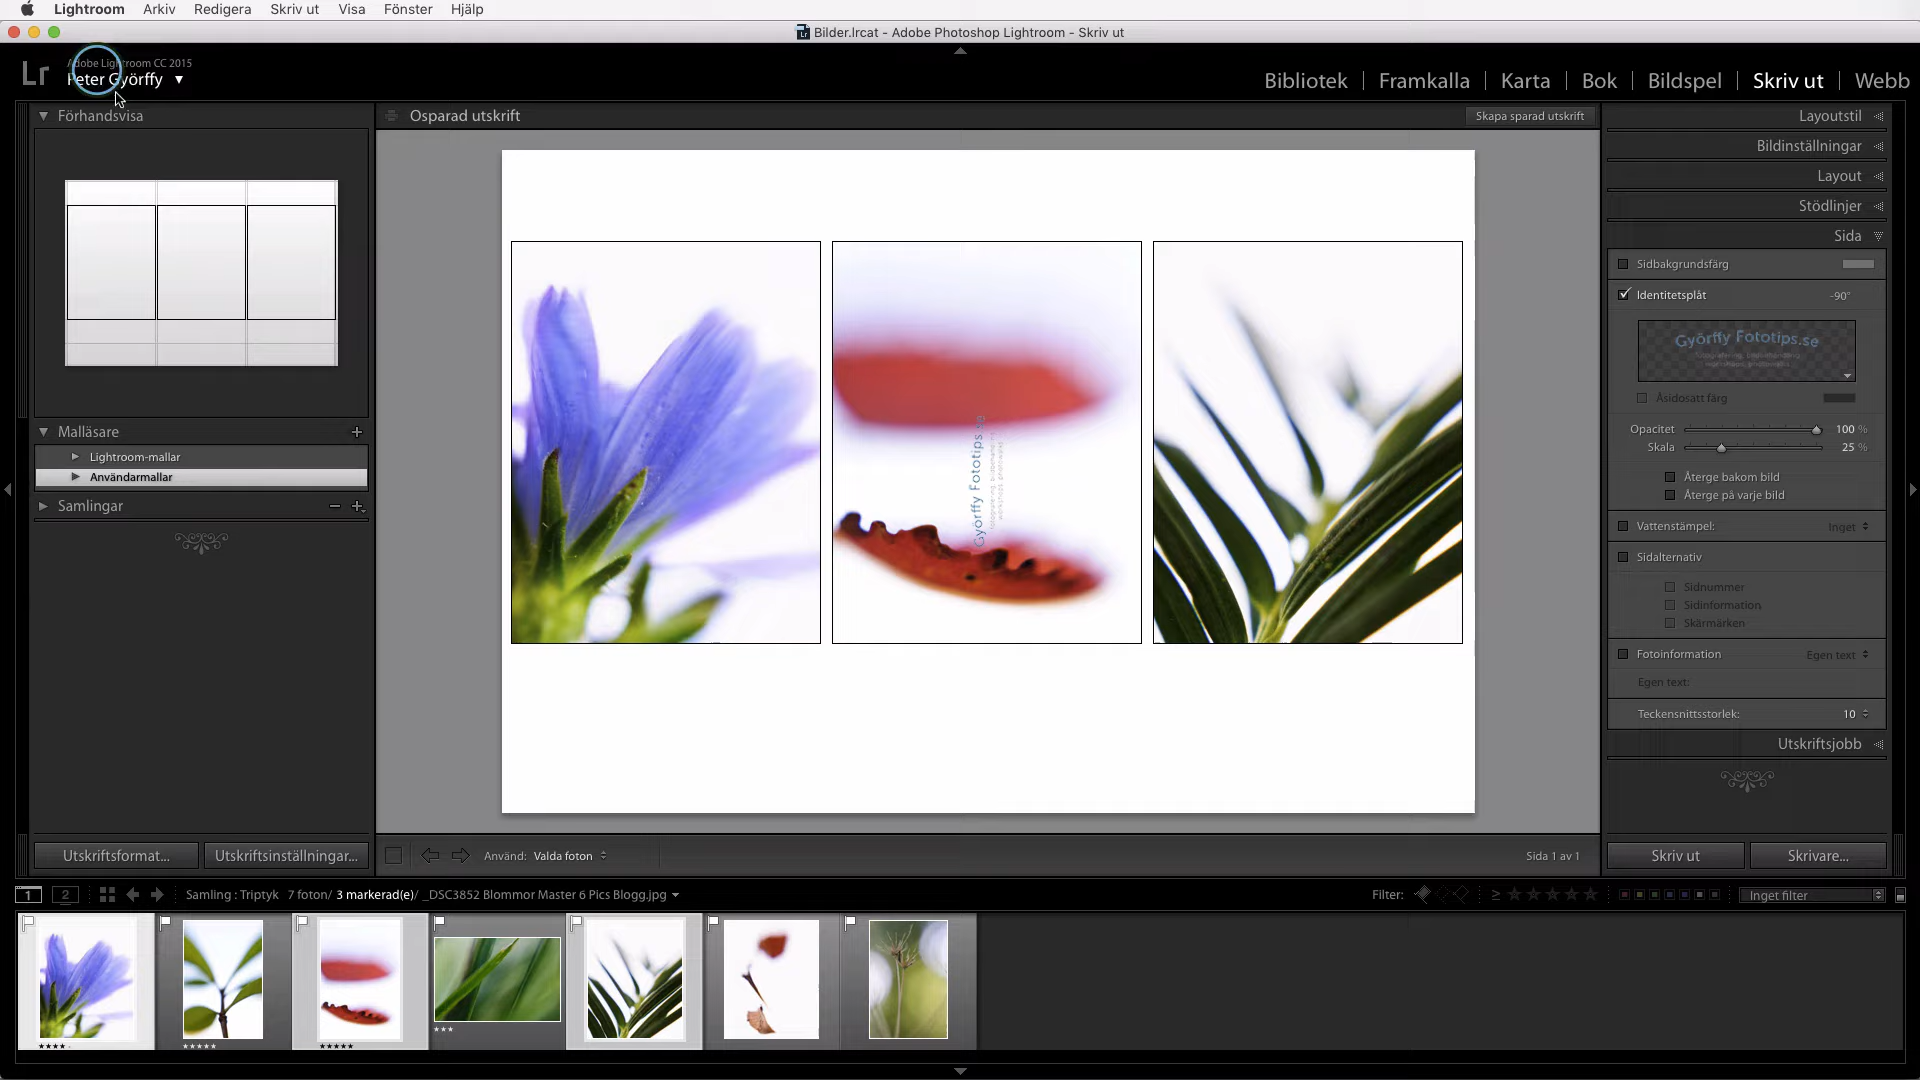 Lightroom Arkiv Redigera Skriv ut Visa Fönster Hjälp
Bilder.lrcat - Adobe Photoshop Lightroom - Skriv ut
Lr
Adobe Lightroom CC 2015
Peter Györffy
Bibliotek Framkalla Karta Bok Bildspel Skriv ut Webb
Förhandsvisa
Osparad utskrift
Skapa sparad utskrift
Layoutstil
Bildinställningar
Layout
Stödlinjer
Sida
Sidbakgrundsfärg
Identitetsplåt -90°
Györffy Fototips.se
Åsidosatt färg
Opacitet 100 %
Skala 25 %
Återge bakom bild
Återge på varje bild
Vattenstämpel: Inget
Sidalternativ
Sidnummer
Sidinformation
Skärmärken
Fotoinformation Egen text
Egen text:
Teckensnittsstorlek: 10
Utskriftsjobb
Malläsare
Lightroom-mallar
Användarmallar
Samlingar
Györffy Fototips.se
Utskriftsformat...
Utskriftsinställningar...
Använd: Valda foton
Sida 1 av 1
Skriv ut
Skrivare...
1 2 Samling : Triptyk 7 foton/ 3 markerad(e)/ _DSC3852 Blommor Master 6 Pics Blogg.jpg
Filter: Inget filter